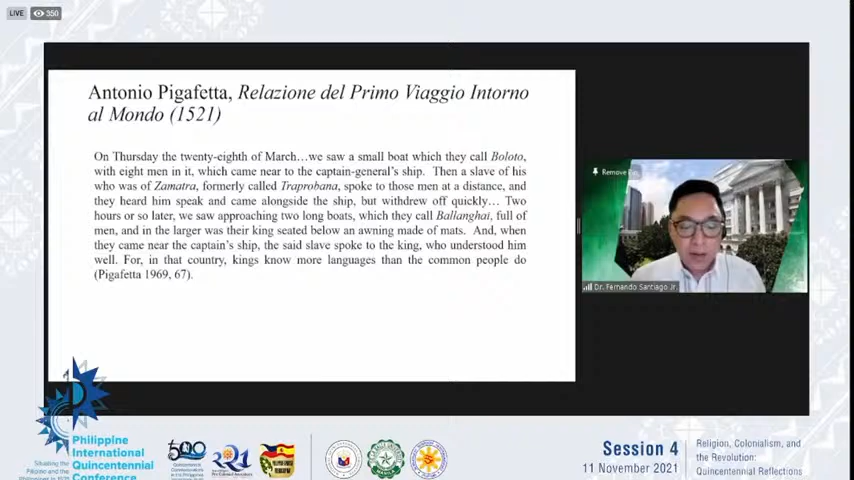 LIVE
350
Antonio Pigafetta, Relazione del Primo Viaggio Intorno
al Mondo (1521)
On Thursday the twenty-eighth of March…we saw a small boat which they call Boloto,
with eight men in it, which came near to the captain-general's ship. Then a slave of his
who was of Zamatra, formerly called Traprobana, spoke to those men at a distance, and
they heard him speak and came alongside the ship, but withdrew off quickly… Two
hours or so later, we saw approaching two long boats, which they call Ballanghai, full of
men, and in the larger was their king seated below an awning made of mats. And, when
they came near the captain's ship, the said slave spoke to the king, who understood him
well. For, in that country, kings know more languages than the common people do
(Pigafetta 1969, 67).
Remove
Dr. Fernando Santiago Jr.
Philippine
International
Quincentennial
Conference
Situating the
Filipino and the
500
2021
Session 4
11 November 2021
Religion, Colonialism, and
the Revolution:
Quincentennial Reflections